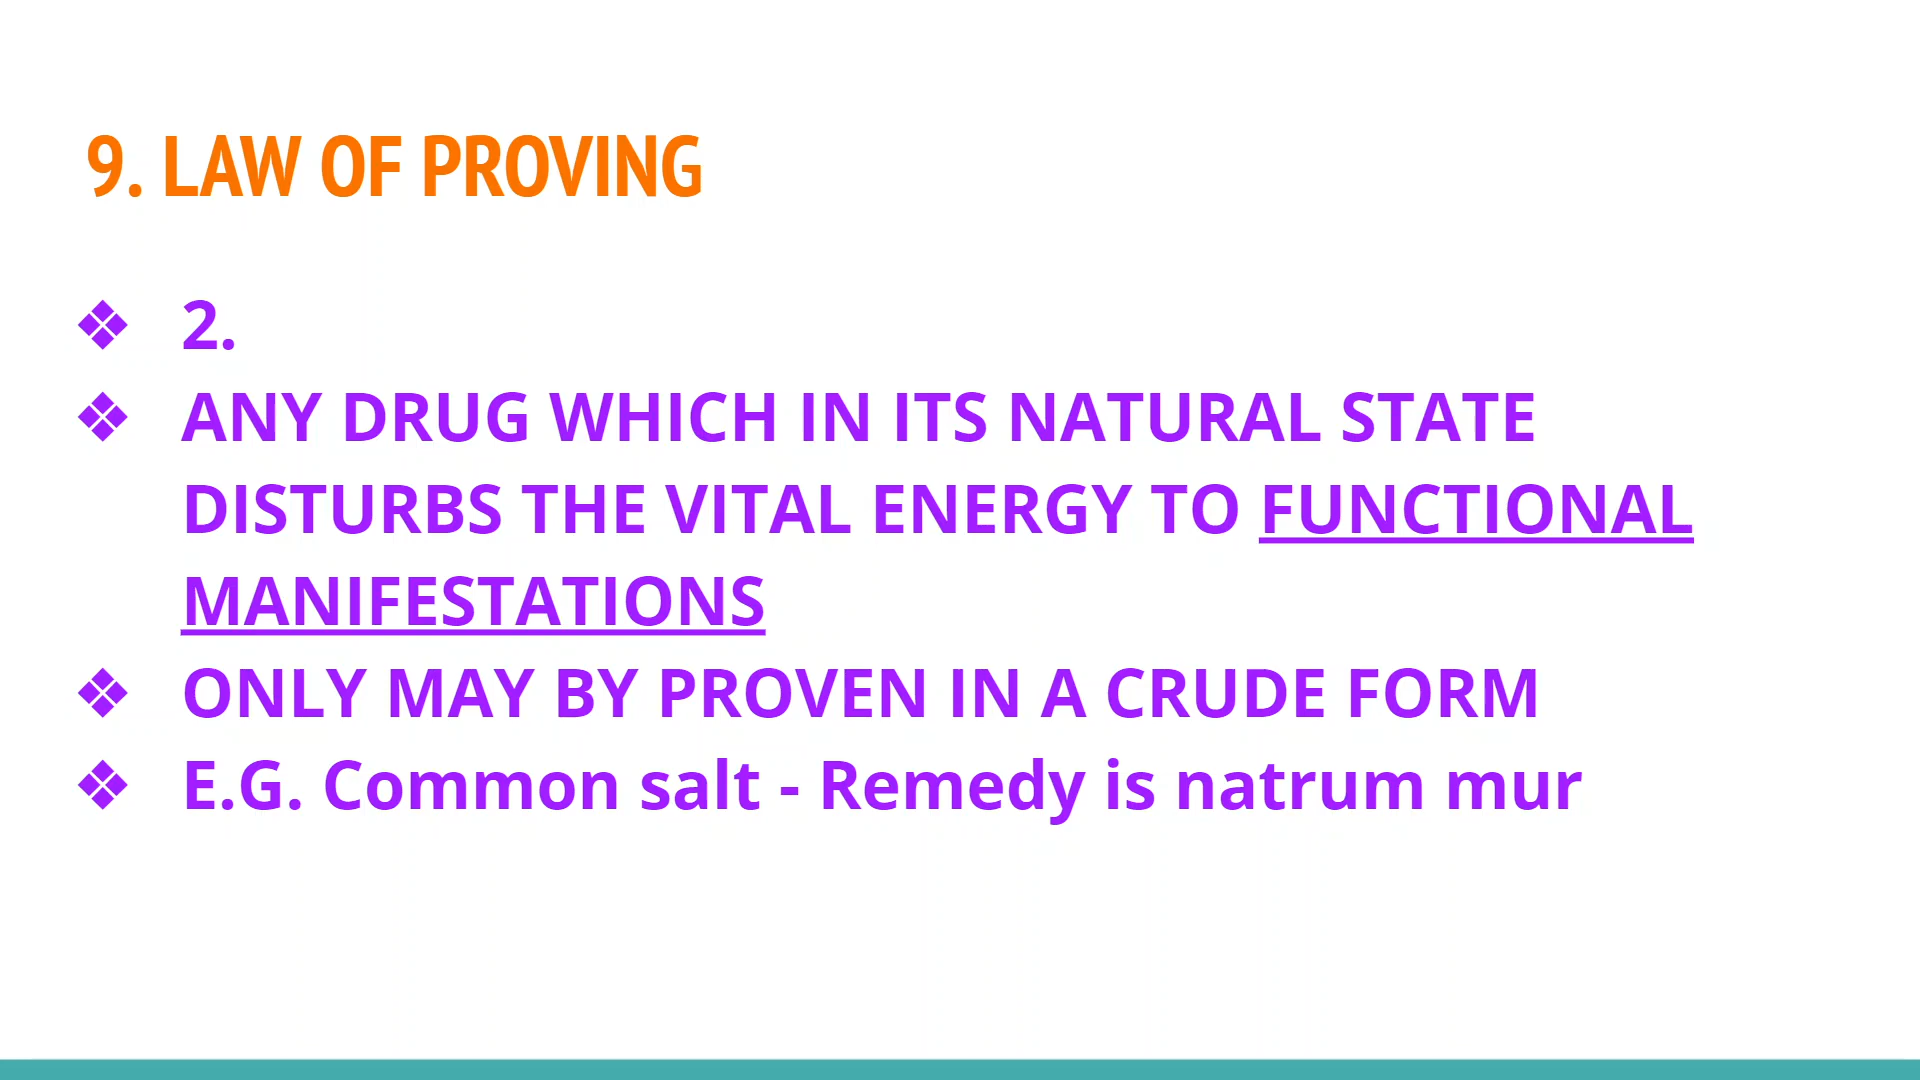 9. LAW OF PROVING
❖ 2.
❖ ANY DRUG WHICH IN ITS NATURAL STATE
DISTURBS THE VITAL ENERGY TO FUNCTIONAL
MANIFESTATIONS
❖ ONLY MAY BY PROVEN IN A CRUDE FORM
❖ E.G. Common salt - Remedy is natrum mur